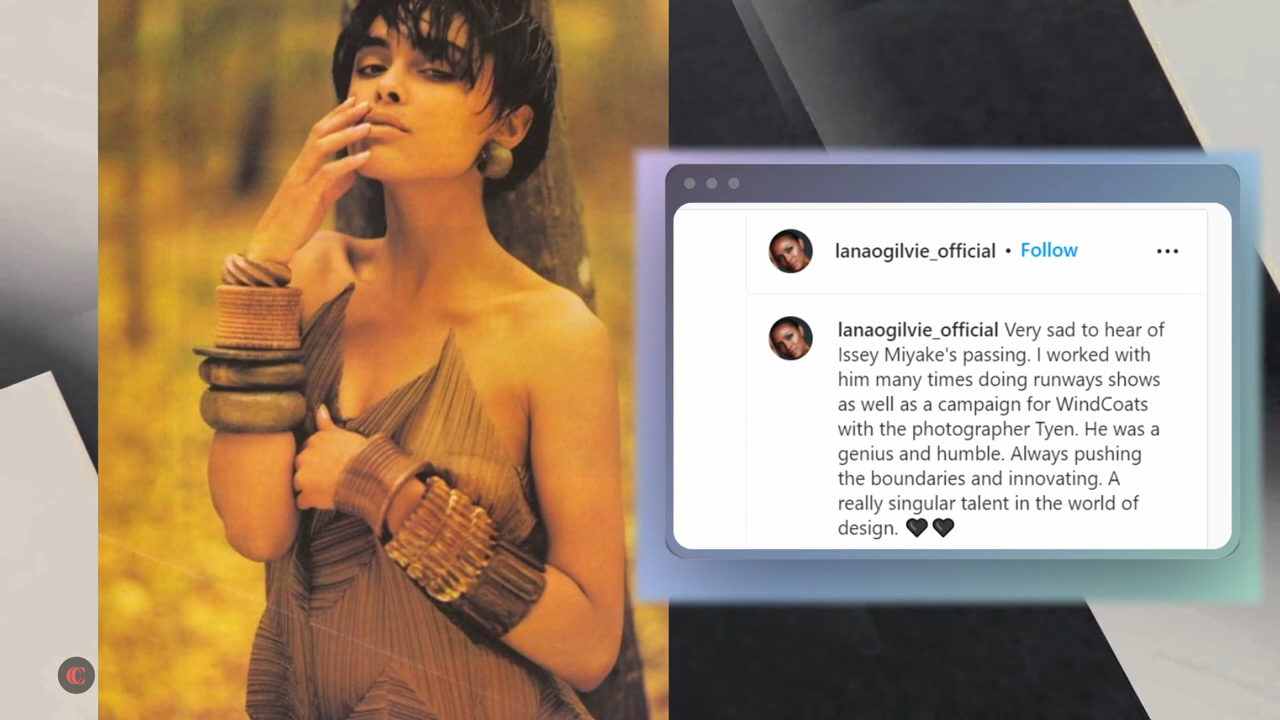 lanaogilvie_official • Follow
lanaogilvie_official Very sad to hear of
Issey Miyake's passing. I worked with
him many times doing runways shows
as well as a campaign for WindCoats
with the photographer Tyen. He was a
genius and humble. Always pushing
the boundaries and innovating. A
really singular talent in the world of
design. 🖤🖤